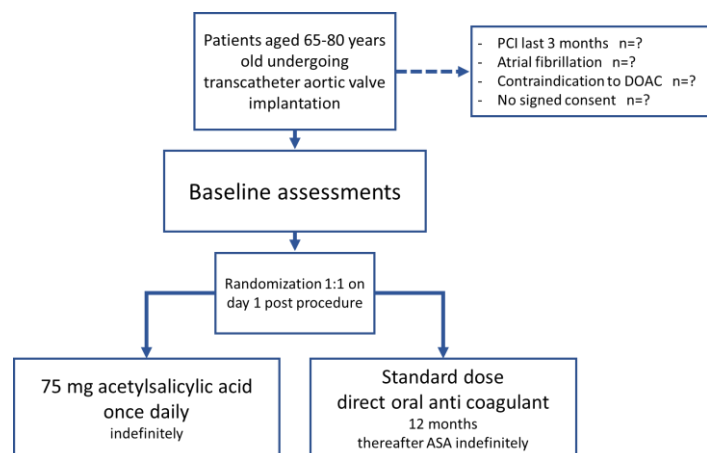 Patients aged 65-80 years
old undergoing
transcatheter aortic valve
implantation
- PCI last 3 months n=?
- Atrial fibrillation n=?
- Contraindication to DOAC n=?
- No signed consent n=?
Baseline assessments
Randomization 1:1 on
day 1 post procedure
75 mg acetylsalicylic acid
once daily
indefinitely
Standard dose
direct oral anti coagulant
12 months
thereafter ASA indefinitely